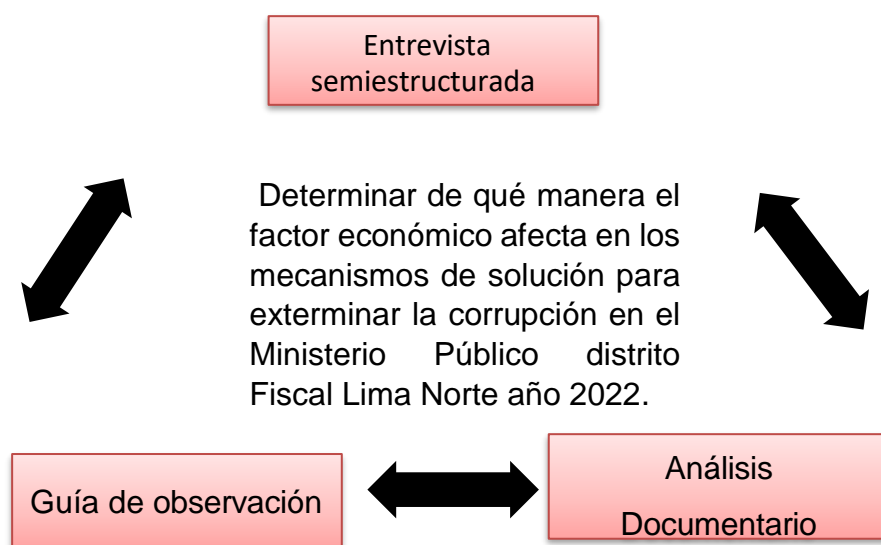 Entrevista
semiestructurada
Determinar de qué manera el
factor económico afecta en los
mecanismos de solución para
exterminar la corrupción en el
Ministerio Público distrito
Fiscal Lima Norte año 2022.
Guía de observación
Análisis
Documentario